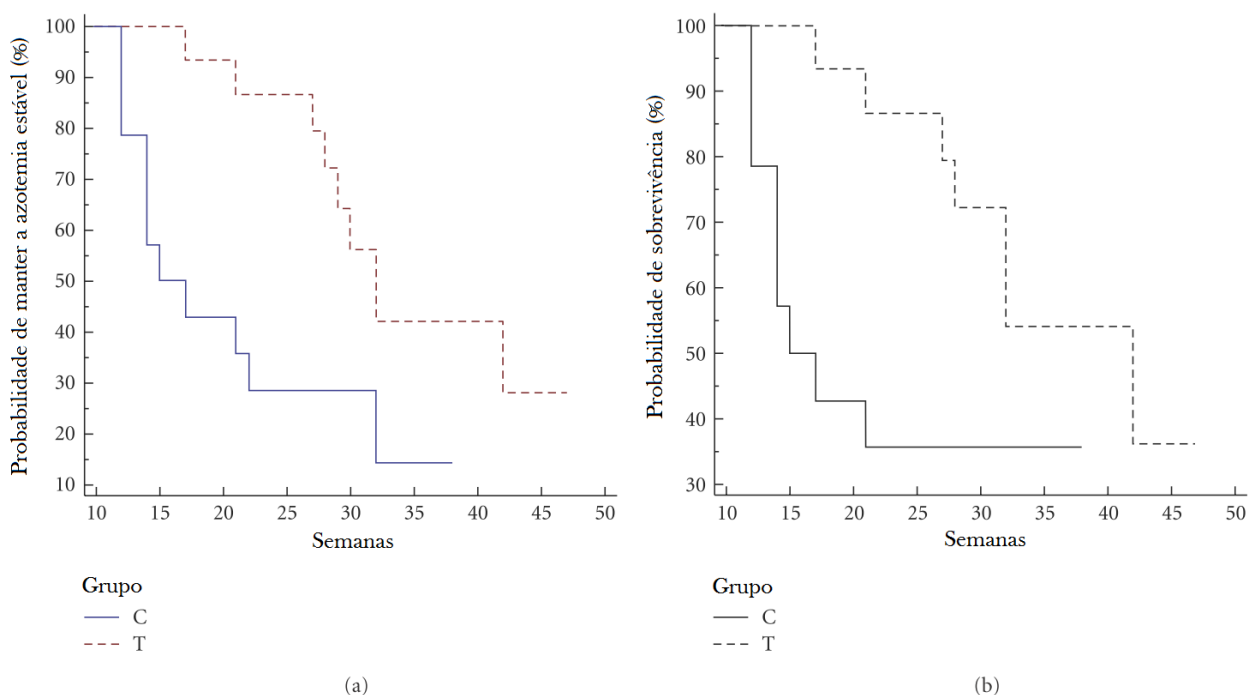 Probabilidade de manter a azotemia estável (%)
100
90
80
70
60
50
40
30
20
10
10 15 20 25 30 35 40 45 50
Semanas
Grupo
C
T
(a)
Probabilidade de sobrevivência (%)
100
90
80
70
60
50
40
30
10 15 20 25 30 35 40 45 50
Semanas
Grupo
C
T
(b)